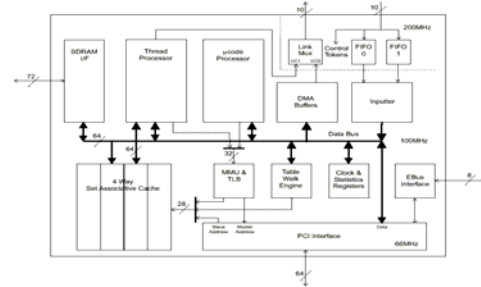 10
10
200MHz
SDRAM
I/F
Thread
Processor
µcode
Processor
Link
Mux
VC1
VC0
Control
Tokens
FIFO
0
FIFO
1
72
DMA
Buffers
Inputter
64
Data Bus
100MHz
64
32
4 Way
Set Associative Cache
MMU &
TLB
Table
Walk
Engine
Clock &
Statistics
Registers
EBus
Interface
8
28
Slave
Address
Master
Address
Data
PCI Interface
66MHz
64